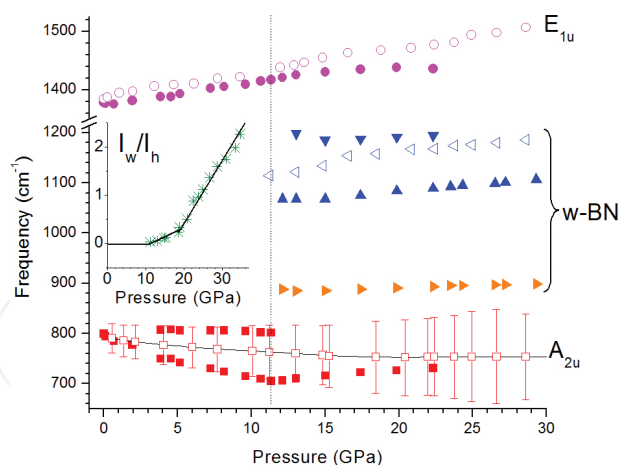 E1u
1500
1400
1200
1100
1000
900
800
700
Frequency (cm⁻¹)
Iw/Ih
2
1
0
0 10 20 30
Pressure (GPa)
w-BN
A2u
0 5 10 15 20 25 30
Pressure (GPa)